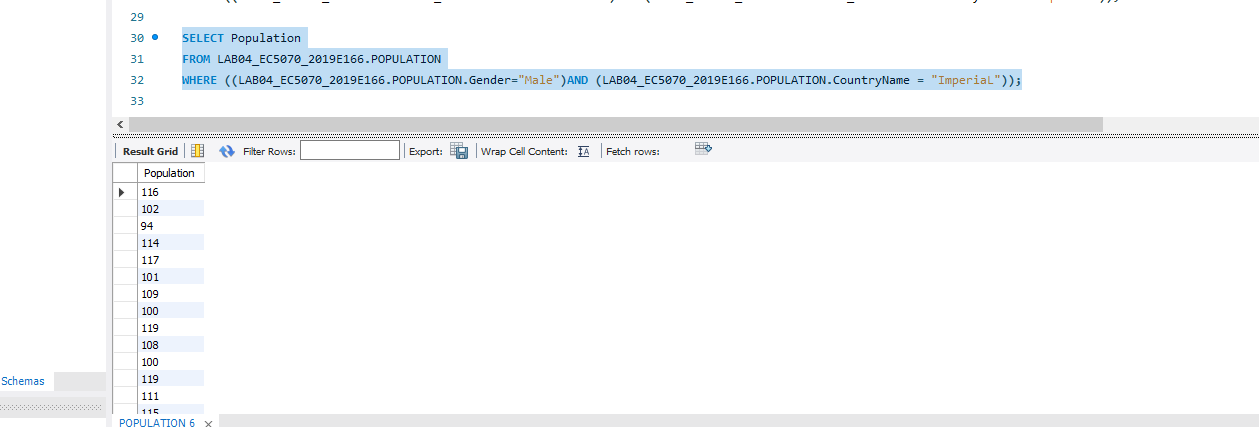 29
30 SELECT Population
31 FROM LAB04_EC5070_2019E166.POPULATION
32 WHERE ((LAB04_EC5070_2019E166.POPULATION.Gender="Male")AND (LAB04_EC5070_2019E166.POPULATION.CountryName = "ImperiaL"));
33
Result Grid Filter Rows: Export: Wrap Cell Content: Fetch rows:
Population
116
102
94
114
117
101
109
100
119
108
100
119
111
115
Schemas
POPULATION 6